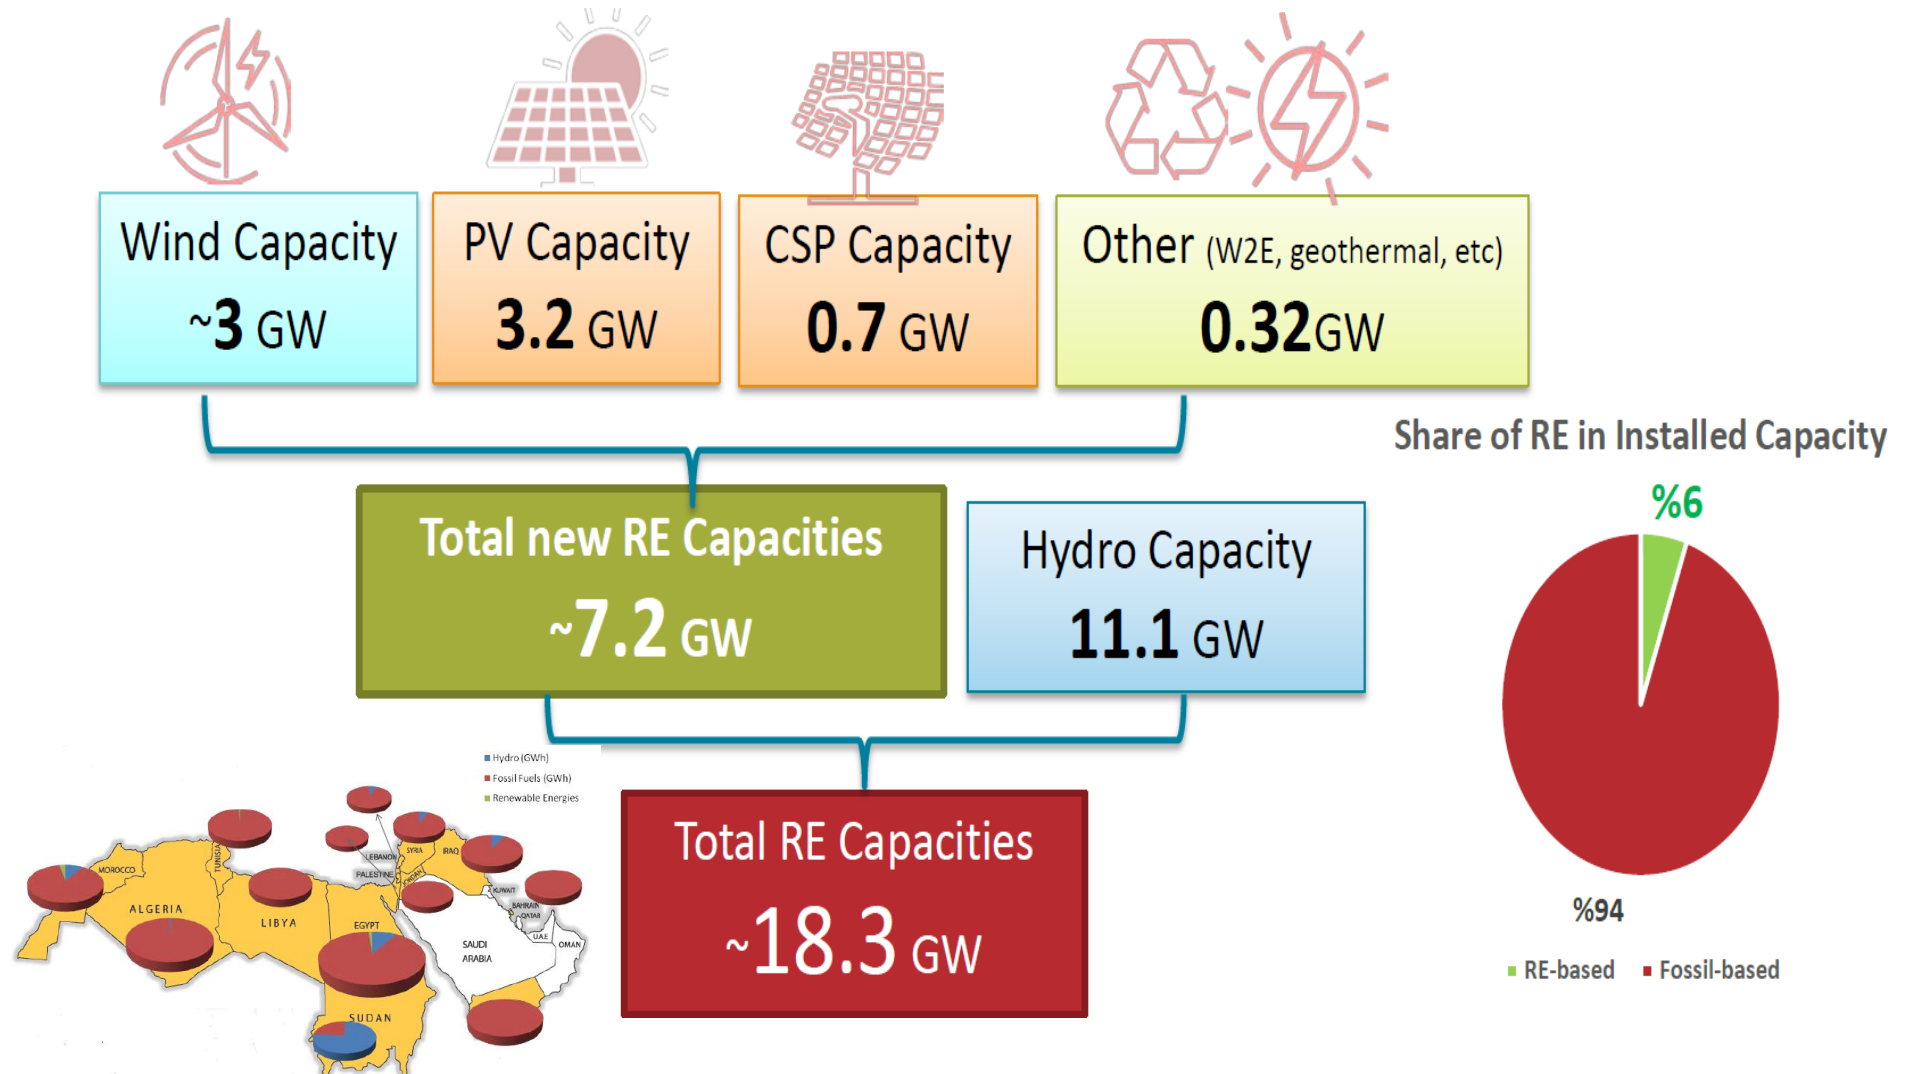 Wind Capacity
~3 GW
PV Capacity
3.2 GW
CSP Capacity
0.7 GW
Other (W2E, geothermal, etc)
0.32GW
Share of RE in Installed Capacity
%6
%94
RE-based
Fossil-based
Total new RE Capacities
~7.2 GW
Hydro Capacity
11.1 GW
Total RE Capacities
~18.3 GW
Hydro (GWh)
Fossil Fuels (GWh)
Renewable Energies
MOROCCO
ALGERIA
TUNISIA
LIBYA
EGYPT
SUDAN
LEBANON
PALESTINE
SYRIA
JORDAN
IRAQ
KUWAIT
BAHRAIN
QATAR
UAE
OMAN
SAUDI
ARABIA